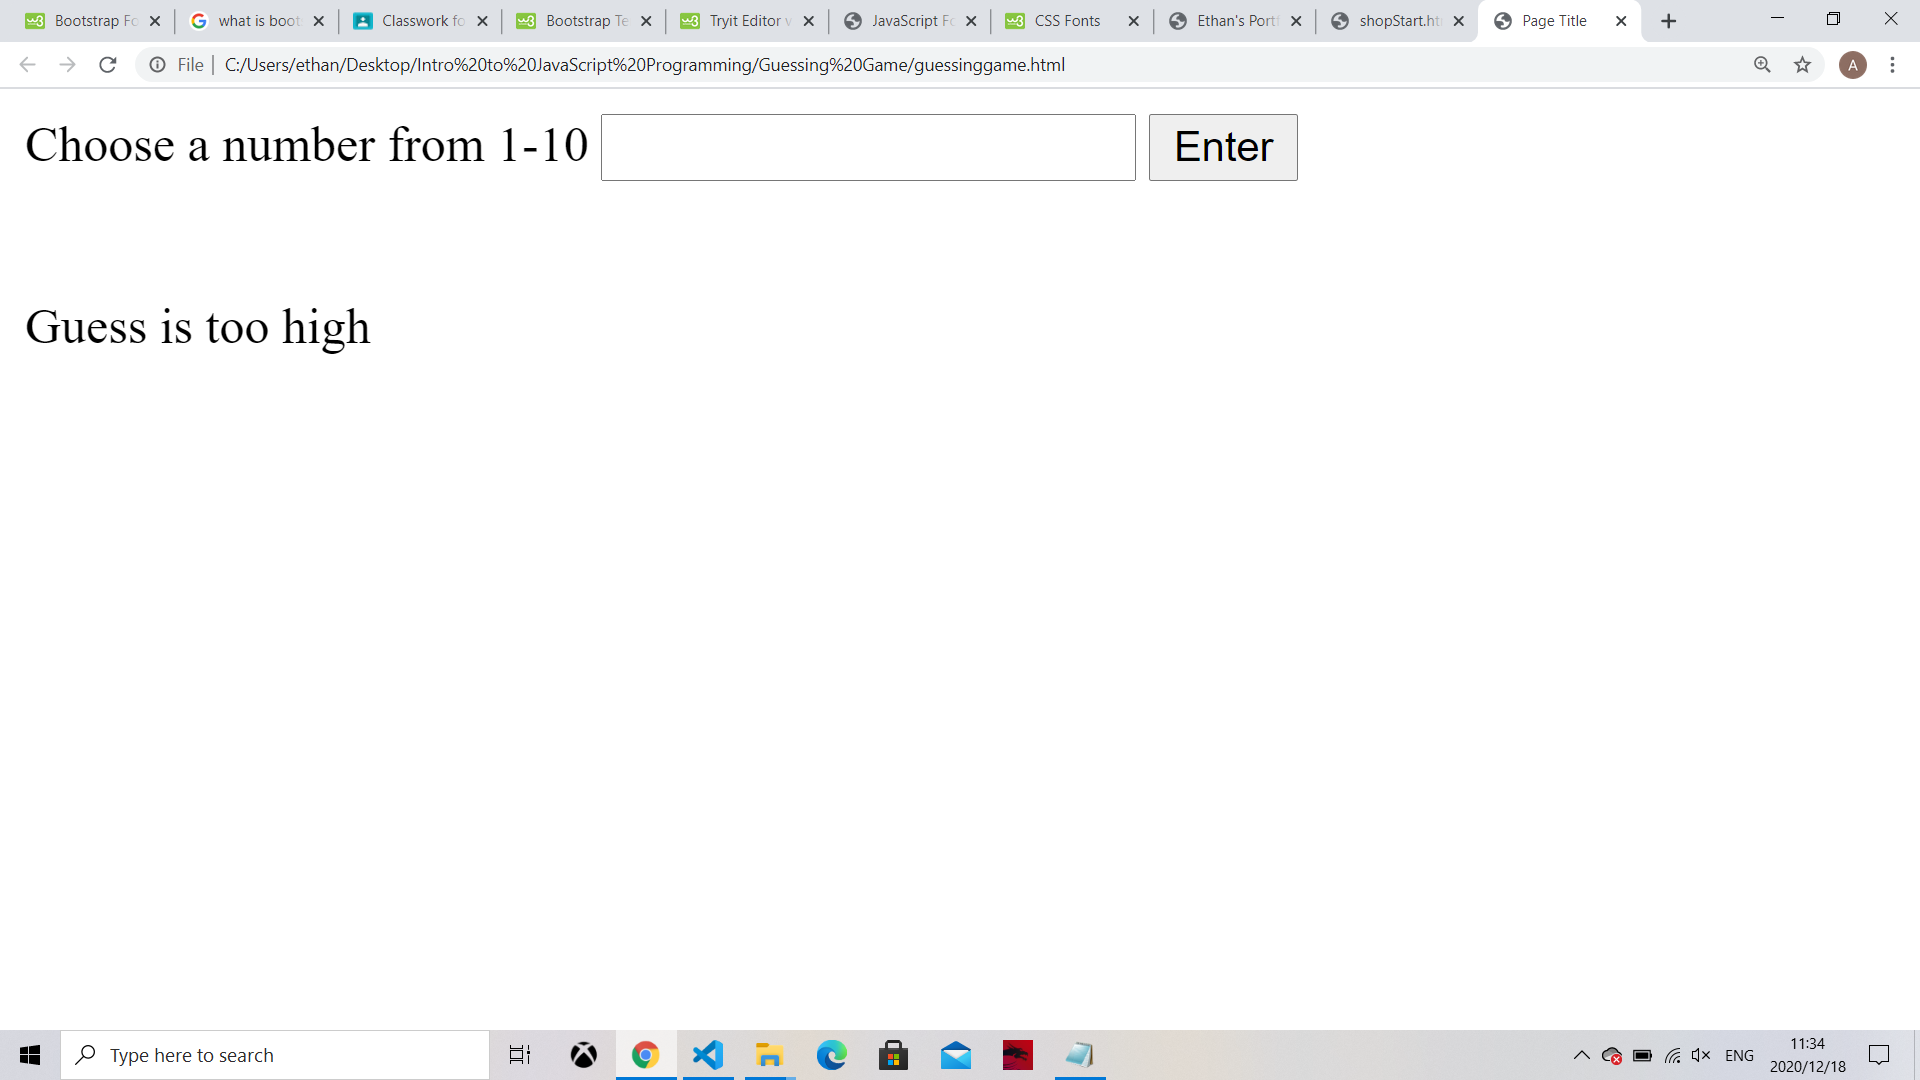 Bootstrap Fo
what is boot
Classwork fo
Bootstrap Te
Tryit Editor v
JavaScript Fo
CSS Fonts
Ethan's Portf
shopStart.ht
Page Title
File
C:/Users/ethan/Desktop/Intro%20to%20JavaScript%20Programming/Guessing%20Game/guessinggame.html
A
Choose a number from 1-10
Enter
Guess is too high
Type here to search
ENG
11:34
2020/12/18